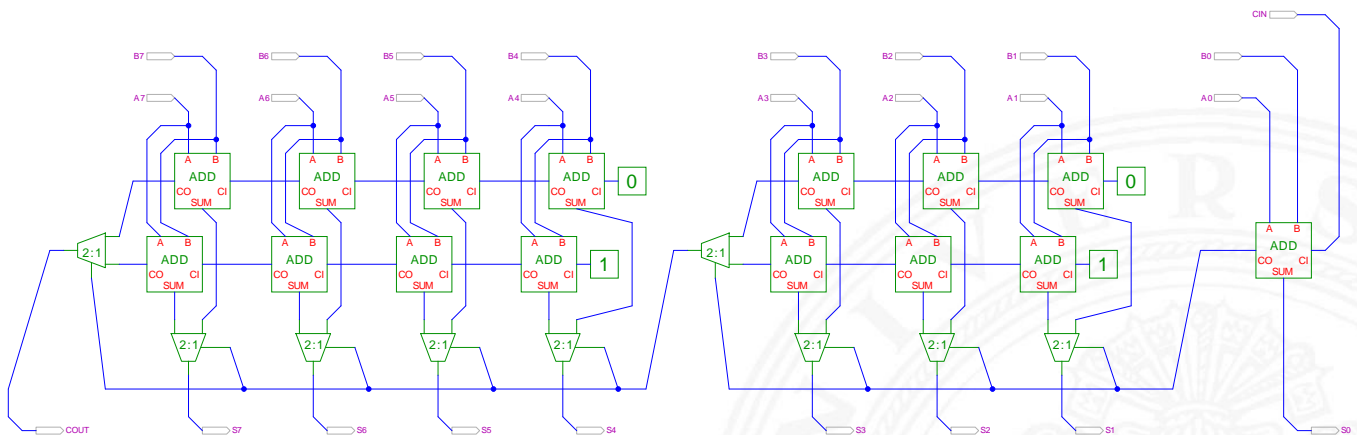 CIN
B7 B6 B5 B4 B3 B2 B1 B0
A7 A6 A5 A4 A3 A2 A1 A0
A B A B A B A B A B A B A B
ADD ADD ADD ADD 0 ADD ADD ADD 0
CO CI CO CI CO CI CO CI CO CI CO CI CO CI
SUM SUM SUM SUM SUM SUM SUM
A B A B A B A B A B A B A B A B
2:1 ADD ADD ADD ADD 1 2:1 ADD ADD ADD 1 ADD
CO CI CO CI CO CI CO CI CO CI CO CI CO CI CO CI
SUM SUM SUM SUM SUM SUM SUM SUM
2:1 2:1 2:1 2:1 2:1 2:1 2:1
COUT S7 S6 S5 S4 S3 S2 S1 S0